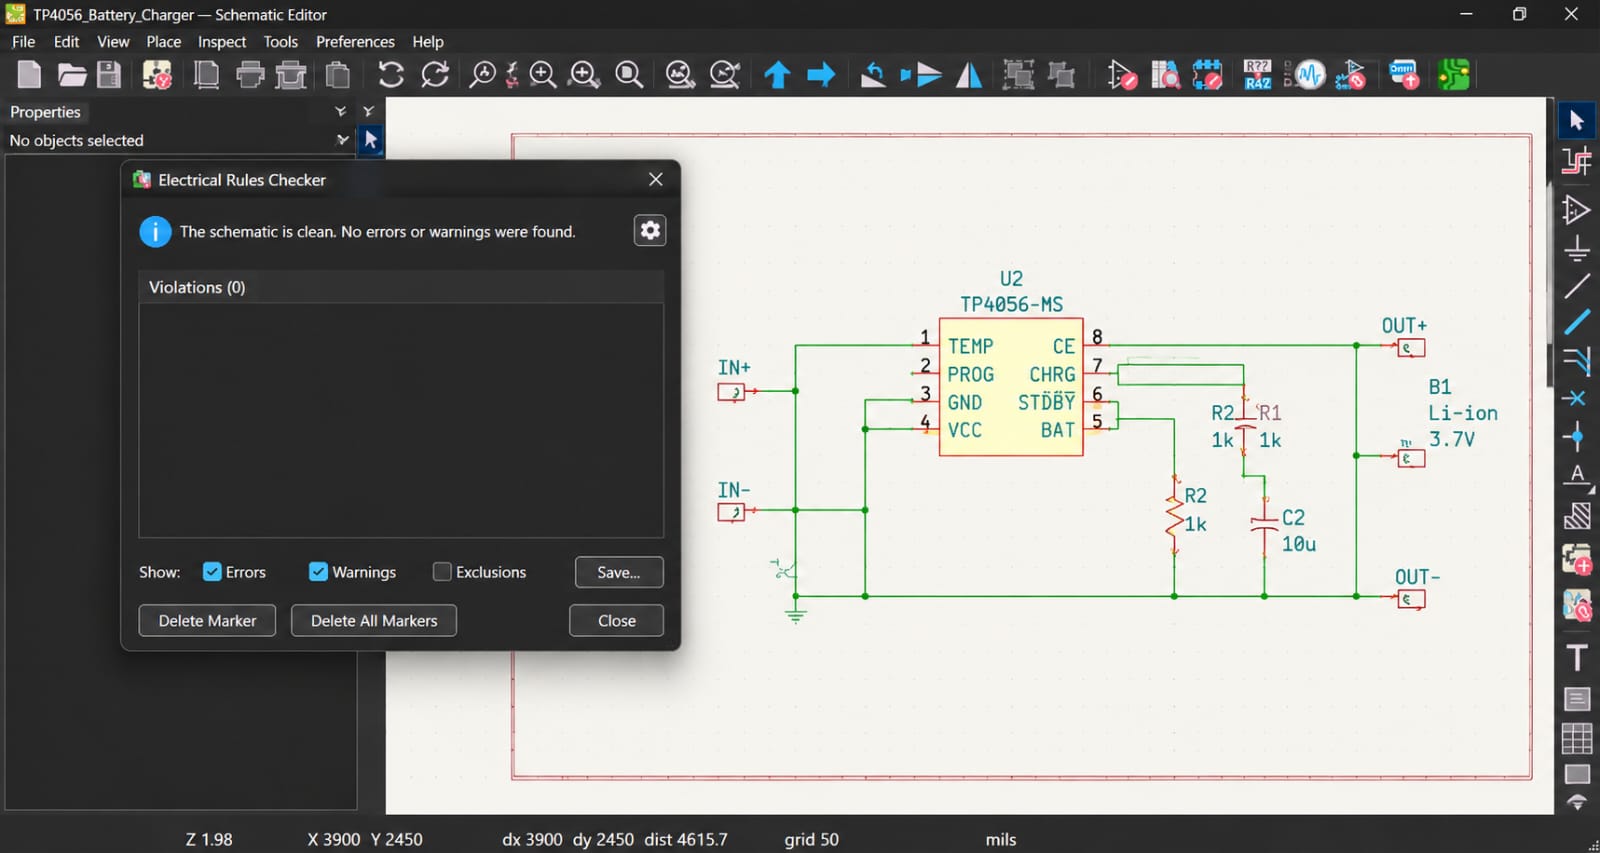 TP4056_Battery_Charger — Schematic Editor
File Edit View Place Inspect Tools Preferences Help
R??
R42
Properties
No objects selected
Electrical Rules Checker
The schematic is clean. No errors or warnings were found.
Violations (0)
Show: Errors Warnings Exclusions Save...
Delete Marker Delete All Markers Close
U2
TP4056-MS
1 TEMP CE 8
2 PROG CHRG 7
3 GND STDBY 6
4 VCC BAT 5
IN+
IN-
OUT+
B1
Li-ion
3.7V
R2 R1
1k 1k
R2
1k
C2
10u
OUT-
A
T
Z 1.98 X 3900 Y 2450 dx 3900 dy 2450 dist 4615.7 grid 50 mils